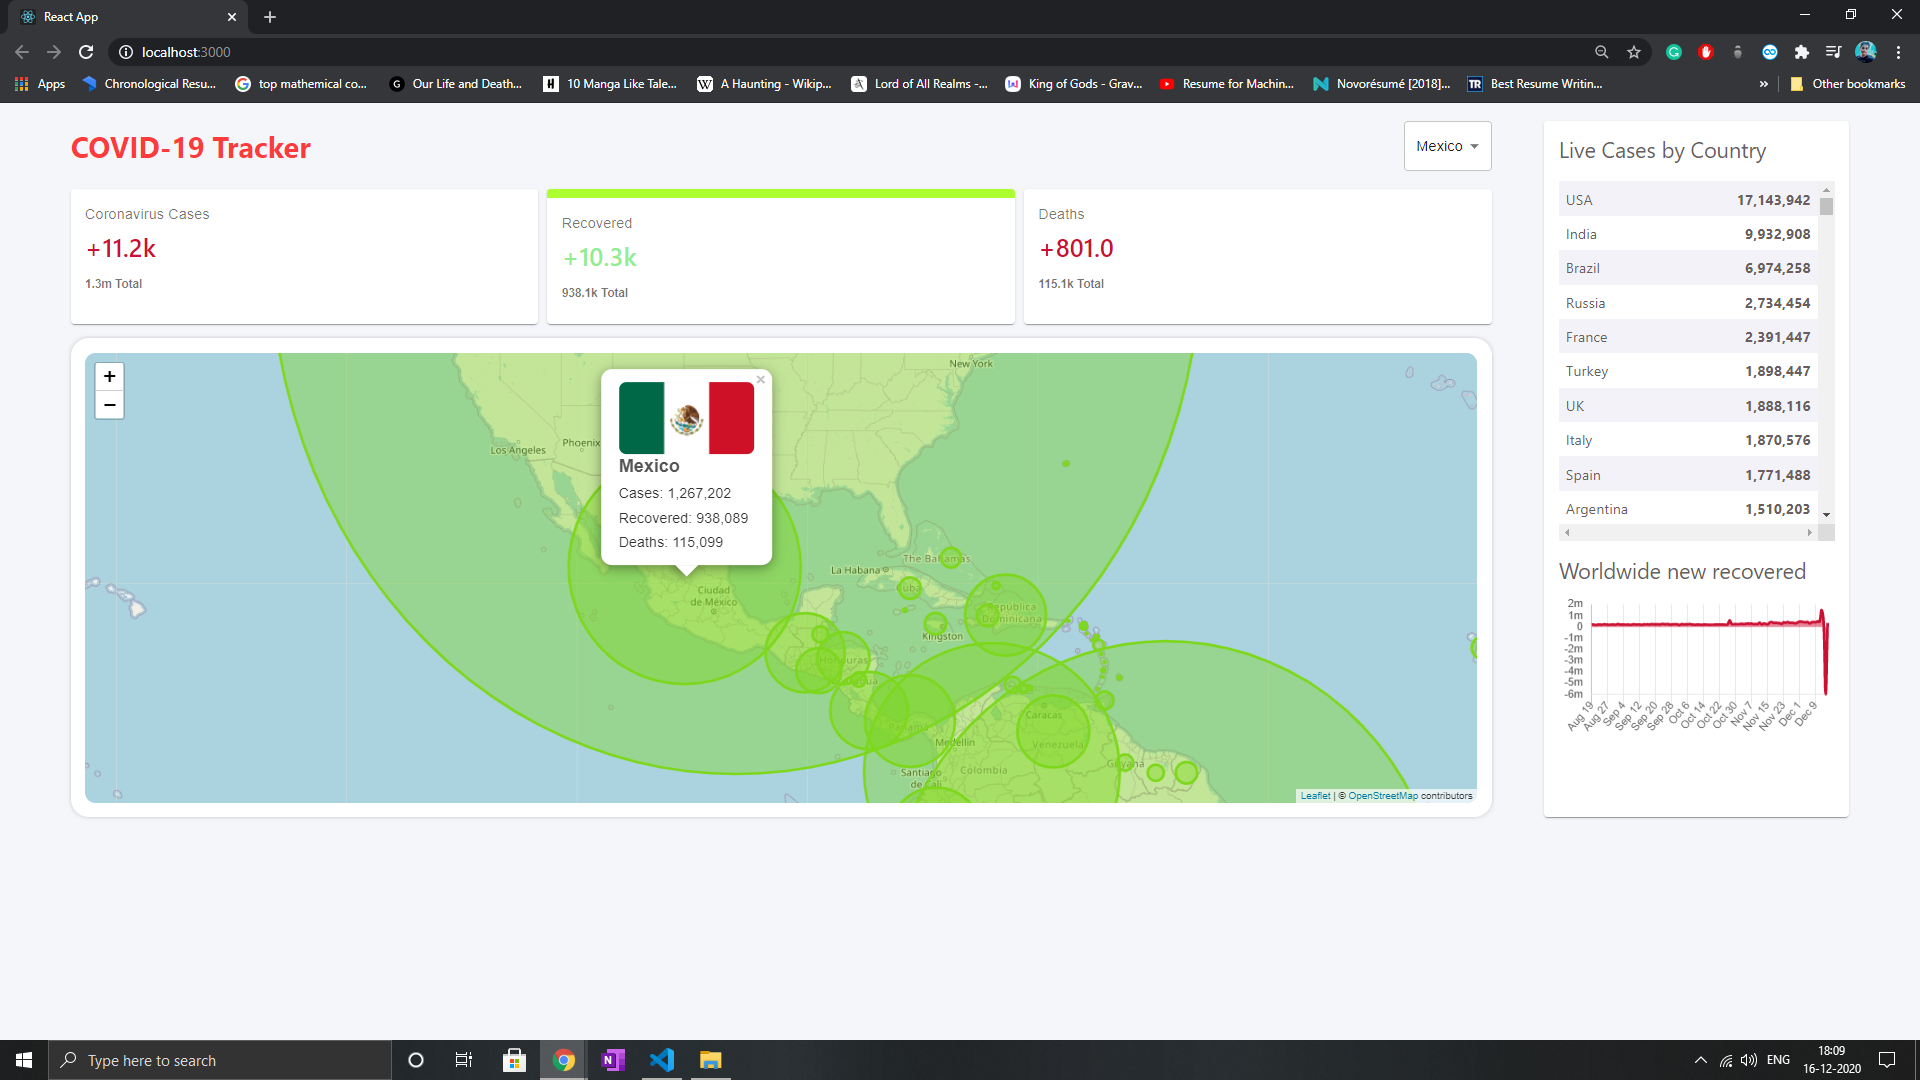 React App
localhost:3000
Apps
Chronological Resu...
top mathemical co...
Our Life and Death...
10 Manga Like Tale...
A Haunting - Wikip...
Lord of All Realms -...
King of Gods - Grav...
Resume for Machin...
Novorésumé [2018]...
Best Resume Writin...
»
Other bookmarks
COVID-19 Tracker
Mexico
Coronavirus Cases
+11.2k
1.3m Total
Recovered
+10.3k
938.1k Total
Deaths
+801.0
115.1k Total
+
−
New York
Los Angeles
Phoenix
×
Mexico
Cases: 1,267,202
Recovered: 938,089
Deaths: 115,099
La Habana
The Bahamas
Cuba
Ciudad
de México
República
Dominicana
Kingston
Honduras
Panamá
Caracas
Medellín
Venezuela
Guyana
Colombia
Santiago
de Cali
Leaflet | © OpenStreetMap contributors
Live Cases by Country
USA 17,143,942
India 9,932,908
Brazil 6,974,258
Russia 2,734,454
France 2,391,447
Turkey 1,898,447
UK 1,888,116
Italy 1,870,576
Spain 1,771,488
Argentina 1,510,203
Worldwide new recovered
2m
1m
0
-1m
-2m
-3m
-4m
-5m
-6m
Aug 19
Aug 27
Sep 4
Sep 12
Sep 20
Sep 28
Oct 6
Oct 14
Oct 22
Oct 30
Nov 7
Nov 15
Nov 23
Dec 1
Dec 9
Type here to search
ENG
18:09
16-12-2020